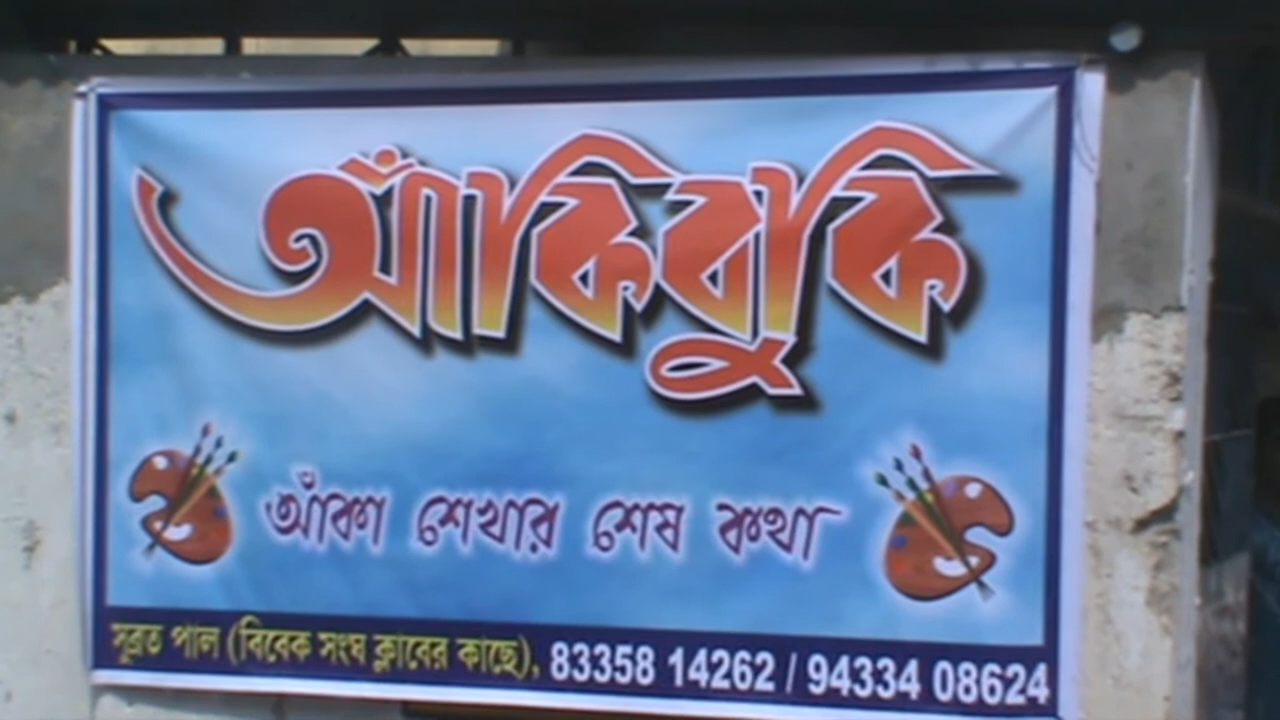 আঁকিবুকি
আঁকা শেখার শেষ কথা
সুব্রত পাল (বিবেক সংঘ ক্লাবের কাছে), 83358 14262 / 94334 08624